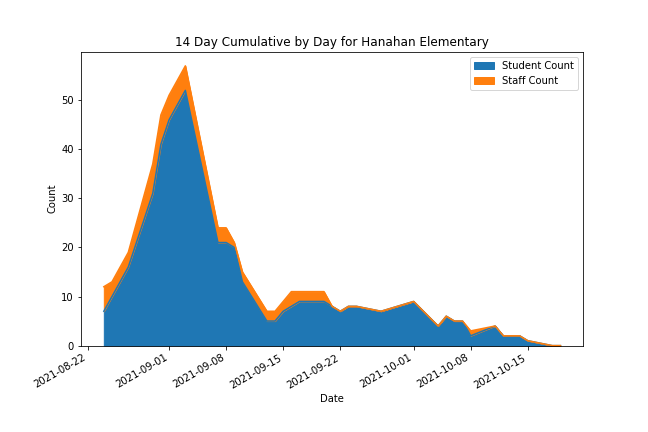 14 Day Cumulative by Day for Hanahan Elementary
Student Count
Staff Count
Count
50
40
30
20
10
0
2021-08-22
2021-09-01
2021-09-08
2021-09-15
2021-09-22
2021-10-01
2021-10-08
2021-10-15
Date